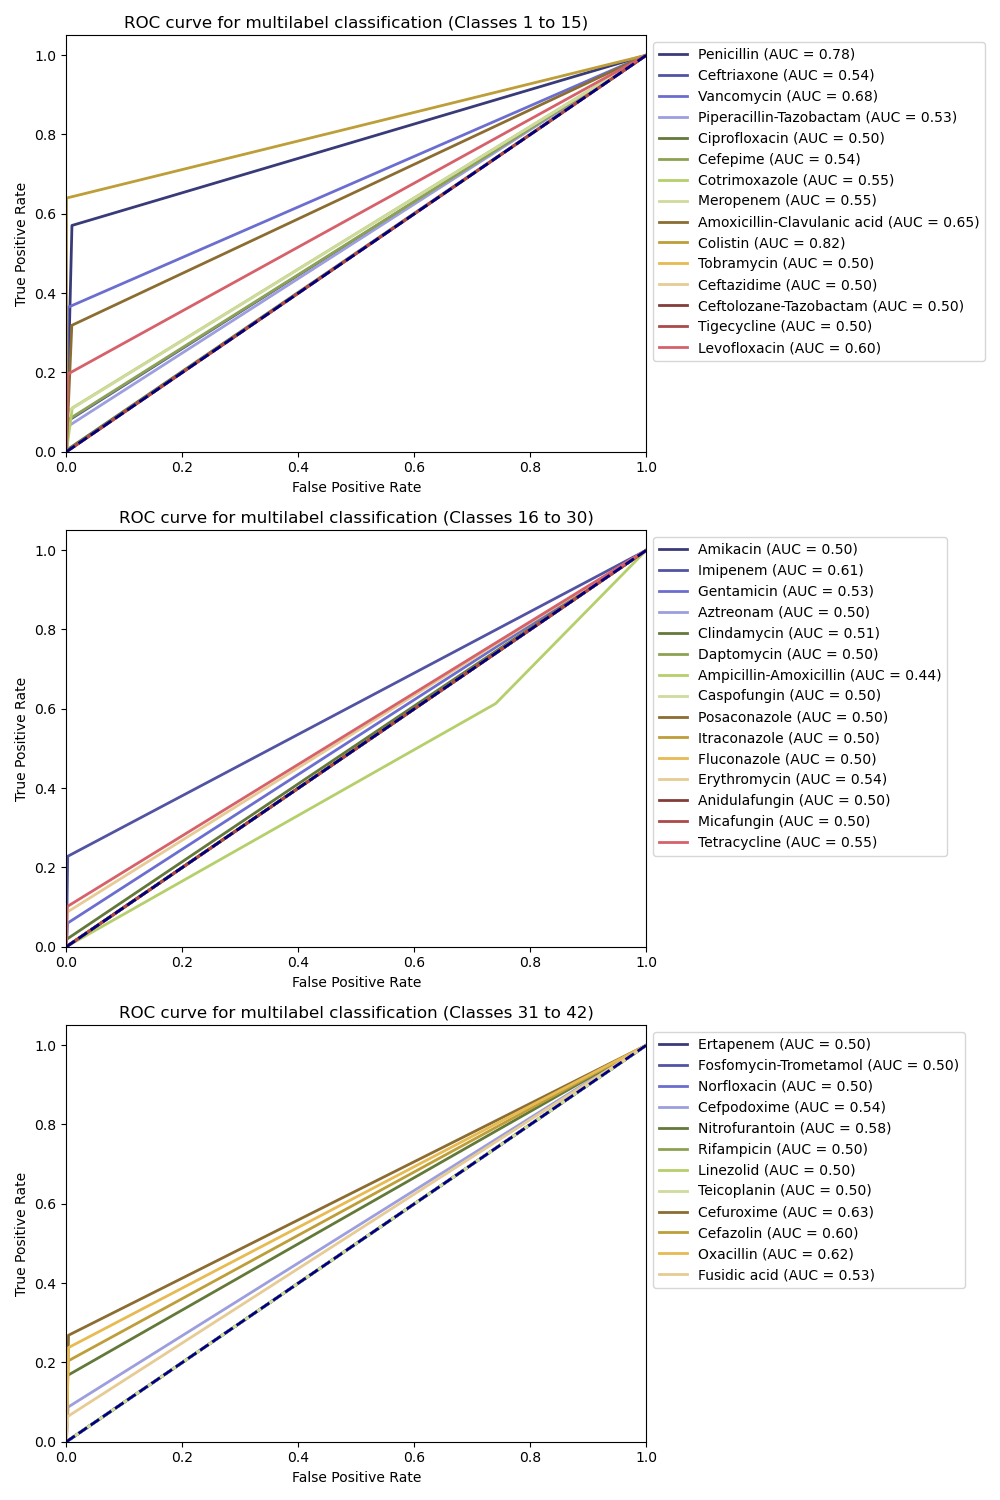 ROC curve for multilabel classification (Classes 1 to 15)
True Positive Rate
1.0
0.8
0.6
0.4
0.2
0.0
0.0 0.2 0.4 0.6 0.8 1.0
False Positive Rate
Penicillin (AUC = 0.78)
Ceftriaxone (AUC = 0.54)
Vancomycin (AUC = 0.68)
Piperacillin-Tazobactam (AUC = 0.53)
Ciprofloxacin (AUC = 0.50)
Cefepime (AUC = 0.54)
Cotrimoxazole (AUC = 0.55)
Meropenem (AUC = 0.55)
Amoxicillin-Clavulanic acid (AUC = 0.65)
Colistin (AUC = 0.82)
Tobramycin (AUC = 0.50)
Ceftazidime (AUC = 0.50)
Ceftolozane-Tazobactam (AUC = 0.50)
Tigecycline (AUC = 0.50)
Levofloxacin (AUC = 0.60)
ROC curve for multilabel classification (Classes 16 to 30)
True Positive Rate
1.0
0.8
0.6
0.4
0.2
0.0
0.0 0.2 0.4 0.6 0.8 1.0
False Positive Rate
Amikacin (AUC = 0.50)
Imipenem (AUC = 0.61)
Gentamicin (AUC = 0.53)
Aztreonam (AUC = 0.50)
Clindamycin (AUC = 0.51)
Daptomycin (AUC = 0.50)
Ampicillin-Amoxicillin (AUC = 0.44)
Caspofungin (AUC = 0.50)
Posaconazole (AUC = 0.50)
Itraconazole (AUC = 0.50)
Fluconazole (AUC = 0.50)
Erythromycin (AUC = 0.54)
Anidulafungin (AUC = 0.50)
Micafungin (AUC = 0.50)
Tetracycline (AUC = 0.55)
ROC curve for multilabel classification (Classes 31 to 42)
True Positive Rate
1.0
0.8
0.6
0.4
0.2
0.0
0.0 0.2 0.4 0.6 0.8 1.0
False Positive Rate
Ertapenem (AUC = 0.50)
Fosfomycin-Trometamol (AUC = 0.50)
Norfloxacin (AUC = 0.50)
Cefpodoxime (AUC = 0.54)
Nitrofurantoin (AUC = 0.58)
Rifampicin (AUC = 0.50)
Linezolid (AUC = 0.50)
Teicoplanin (AUC = 0.50)
Cefuroxime (AUC = 0.63)
Cefazolin (AUC = 0.60)
Oxacillin (AUC = 0.62)
Fusidic acid (AUC = 0.53)